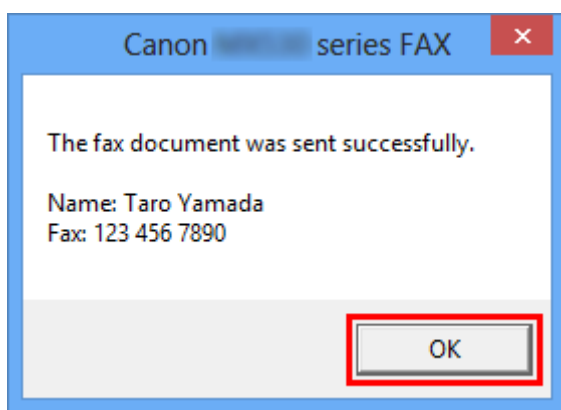 Canon series FAX
The fax document was sent successfully.
Name: Taro Yamada
Fax: 123 456 7890
OK